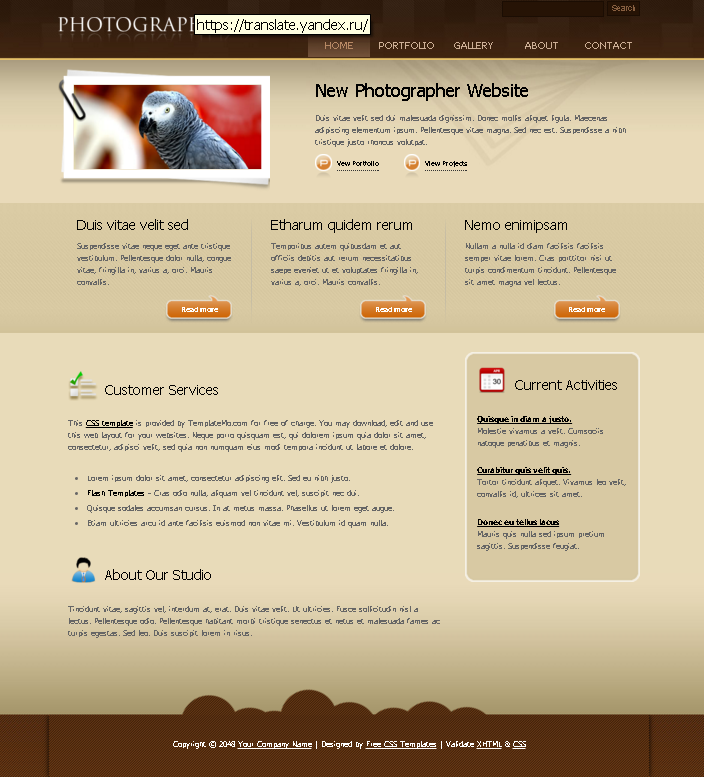 PHOTOGRAPH
https://translate.yandex.ru/
Search
HOME PORTFOLIO GALLERY ABOUT CONTACT
New Photographer Website
Duis vitae velit sed dui malesuada dignissim. Donec mollis aliquet ligula. Maecenas
adipiscing elementum ipsum. Pellentesque vitae magna. Sed nec est. Suspendisse a nibh
tristique justo rhoncus volutpat.
View Portfolio View Projects
Duis vitae velit sed
Suspendisse vitae neque eget ante tristique
vestibulum. Pellentesque dolor nulla, congue
vitae, fringilla in, varius a, orci. Mauris
convallis.
Read more
Etharum quidem rerum
Temporibus autem quibusdam et aut
officiis debitis aut rerum necessitatibus
saepe eveniet ut et voluptates fringilla in,
varius a, orci. Mauris convallis.
Read more
Nemo enimipsam
Nullam a nulla id diam facilisis facilisis
semper vitae lorem. Cras porttitor nisi ut
turpis condimentum tincidunt. Pellentesque
sit amet magna vel lectus.
Read more
Customer Services
This CSS template is provided by TemplateMo.com for free of charge. You may download, edit and use
this web layout for your websites. Neque porro quisquam est, qui dolorem ipsum quia dolor sit amet,
consectetur, adipisci velit, sed quia non numquam eius modi tempora incidunt ut labore et dolore.
Lorem ipsum dolor sit amet, consectetur adipiscing elit. Sed eu nibh justo.
Flash Templates - Cras odio nulla, aliquam vel tincidunt vel, suscipit nec dui.
Quisque sodales accumsan cursus. In at metus massa. Phasellus ut lorem eget augue.
Etiam ultricies arcu id ante facilisis euismod non vitae mi. Vestibulum id quam nulla.
About Our Studio
Tincidunt vitae, sagittis vel, interdum at, erat. Duis vitae velit. Ut ultricies. Fusce sollicitudin nisl a
lectus. Pellentesque odio. Pellentesque habitant morbi tristique senectus et netus et malesuada fames ac
turpis egestas. Sed leo. Duis suscipit lorem in risus.
APR
30
Current Activities
Quisque in diam a justo.
Molestie vivamus a velit. Cumsociis
natoque penatibus et magnis.
Curabitur quis velit quis.
Tortor tincidunt aliquet. Vivamus leo velit,
convallis id, ultrices sit amet.
Donec eu tellus lacus
Mauris quis nulla sed ipsum pretium
sagittis. Suspendisse feugiat.
Copyright © 2048 Your Company Name | Designed by Free CSS Templates | Validate XHTML & CSS